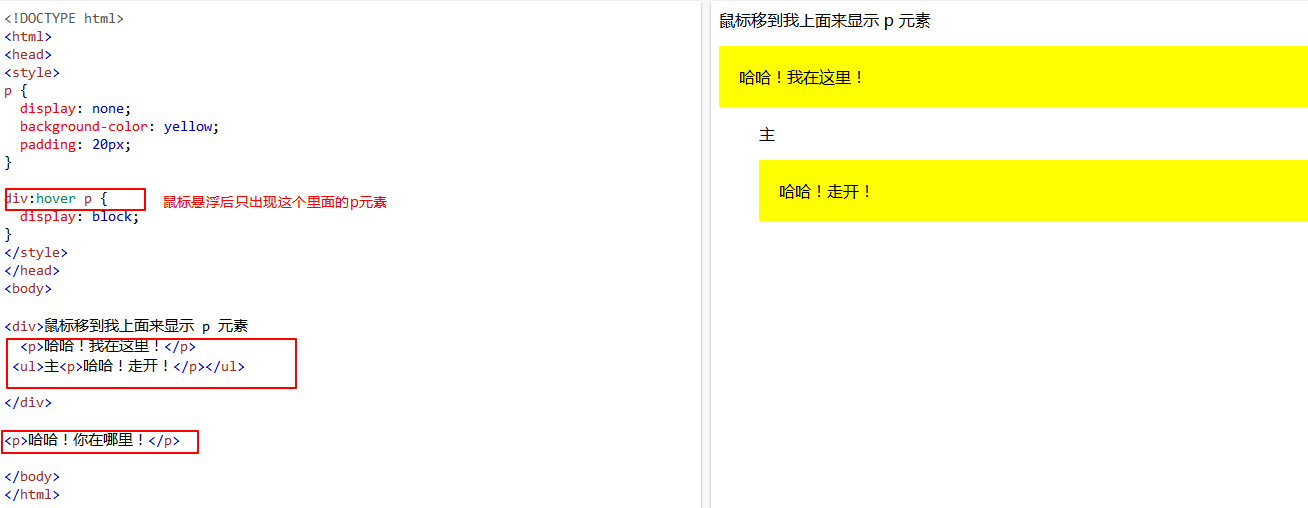 <!DOCTYPE html>
<html>
<head>
<style>
p {
  display: none;
  background-color: yellow;
  padding: 20px;
}
div:hover p {
鼠标悬浮后只出现这个里面的p元素
  display: block;
}
</style>
</head>
<body>
<div>鼠标移到我上面来显示 p 元素
  <p>哈哈！我在这里！</p>
 <ul>主<p>哈哈！走开！</p></ul>
</div>
<p>哈哈！你在哪里！</p>
</body>
</html>
鼠标移到我上面来显示 p 元素
哈哈！我在这里！
主
哈哈！走开！